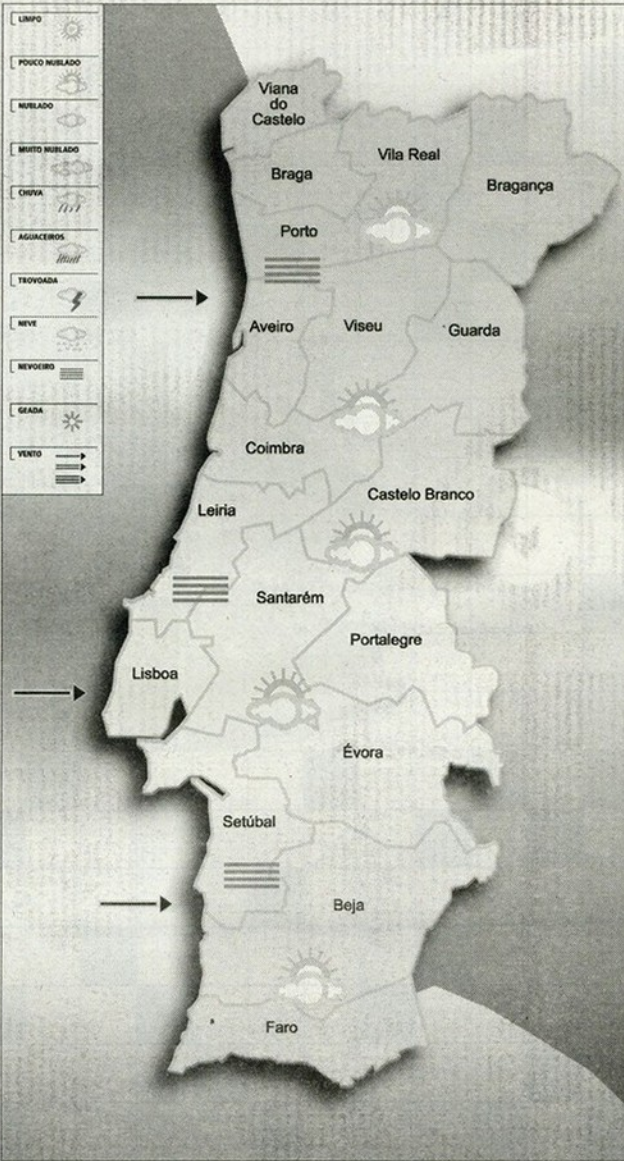 LIMPO
POUCO NUBLADO
NUBLADO
MUITO NUBLADO
CHUVA
AGUACEIROS
TROVOADA
NEVE
NEVOEIRO
GEADA
VENTO
Viana
do
Castelo
Braga
Vila Real
Bragança
Porto
Aveiro
Viseu
Guarda
Coimbra
Castelo Branco
Leiria
Santarém
Portalegre
Lisboa
Évora
Setúbal
Beja
Faro